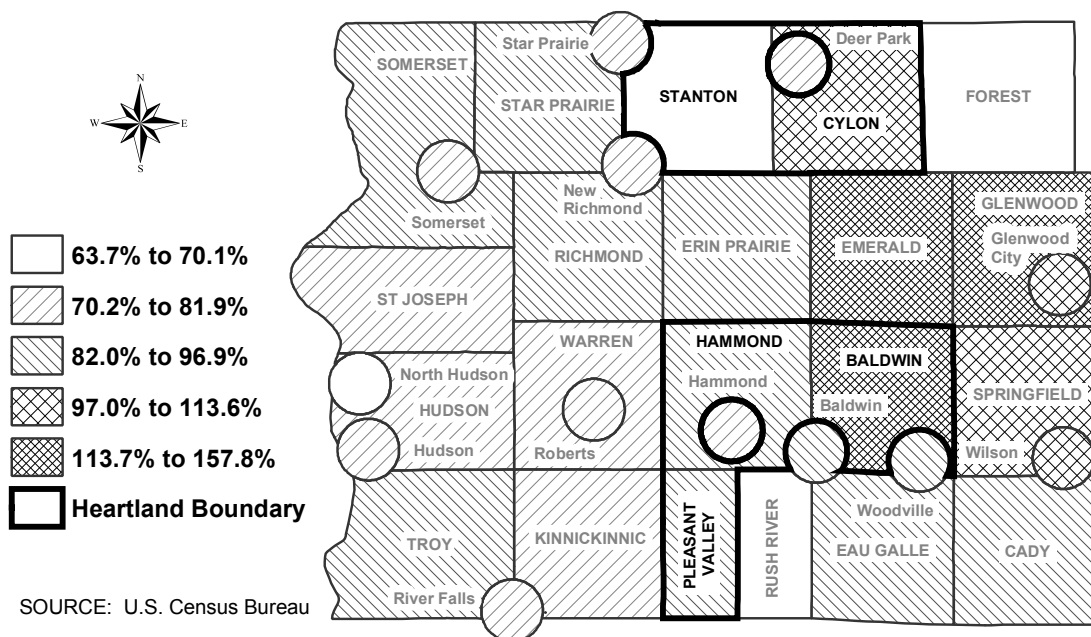 N
W E
S
63.7% to 70.1%
70.2% to 81.9%
82.0% to 96.9%
97.0% to 113.6%
113.7% to 157.8%
Heartland Boundary
SOURCE: U.S. Census Bureau
SOMERSET
Star Prairie
STAR PRAIRIE
STANTON
Deer Park
CYLON
FOREST
Somerset
New
Richmond
RICHMOND
ERIN PRAIRIE
EMERALD
GLENWOOD
Glenwood
City
ST JOSEPH
WARREN
HAMMOND
BALDWIN
North Hudson
HUDSON
Hudson
Roberts
Hammond
Baldwin
SPRINGFIELD
Wilson
TROY
KINNICKINNIC
PLEASANT
VALLEY
RUSH RIVER
Woodville
EAU GALLE
CADY
River Falls